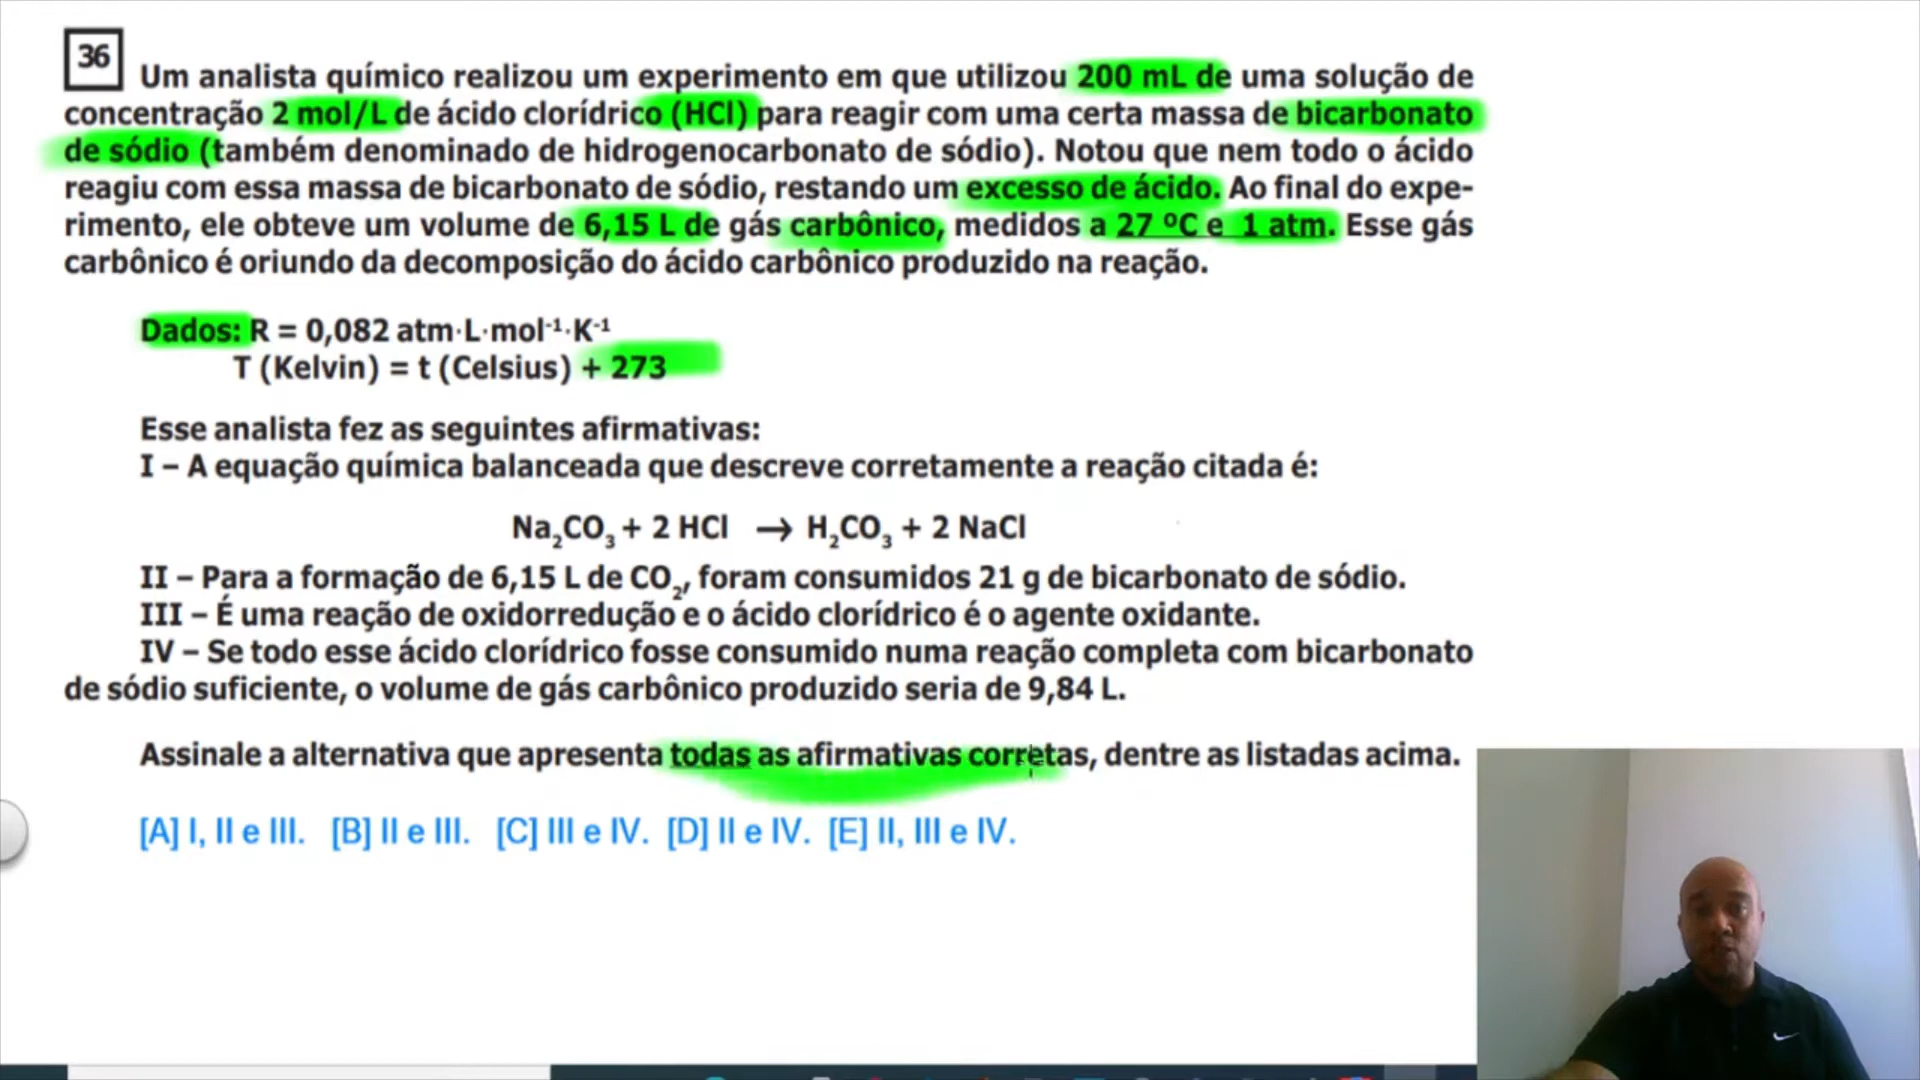 36
Um analista químico realizou um experimento em que utilizou 200 mL de uma solução de
concentração 2 mol/L de ácido clorídrico (HCl) para reagir com uma certa massa de bicarbonato
de sódio (também denominado de hidrogenocarbonato de sódio). Notou que nem todo o ácido
reagiu com essa massa de bicarbonato de sódio, restando um excesso de ácido. Ao final do expe-
rimento, ele obteve um volume de 6,15 L de gás carbônico, medidos a 27 ºC e 1 atm. Esse gás
carbônico é oriundo da decomposição do ácido carbônico produzido na reação.
Dados: R = 0,082 atm·L·mol⁻¹·K⁻¹
T (Kelvin) = t (Celsius) + 273
Esse analista fez as seguintes afirmativas:
I – A equação química balanceada que descreve corretamente a reação citada é:
Na₂CO₃ + 2 HCl → H₂CO₃ + 2 NaCl
II – Para a formação de 6,15 L de CO₂, foram consumidos 21 g de bicarbonato de sódio.
III – É uma reação de oxidorredução e o ácido clorídrico é o agente oxidante.
IV – Se todo esse ácido clorídrico fosse consumido numa reação completa com bicarbonato
de sódio suficiente, o volume de gás carbônico produzido seria de 9,84 L.
Assinale a alternativa que apresenta todas as afirmativas corretas, dentre as listadas acima.
[A] I, II e III. [B] II e III. [C] III e IV. [D] II e IV. [E] II, III e IV.